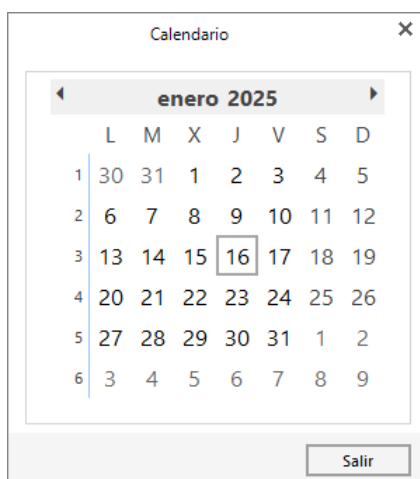 Calendario
enero 2025
L M X J V S D
1 30 31 1 2 3 4 5
2 6 7 8 9 10 11 12
3 13 14 15 16 17 18 19
4 20 21 22 23 24 25 26
5 27 28 29 30 31 1 2
6 3 4 5 6 7 8 9
Salir